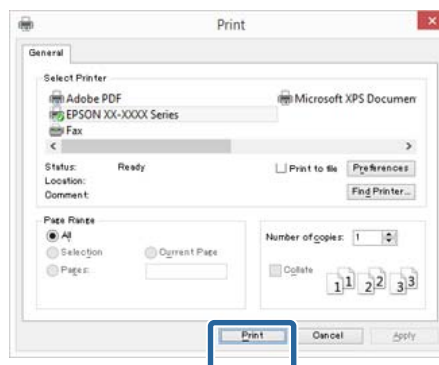 Print
General
Select Printer
Adobe PDF
Microsoft XPS Documen
EPSON XX-XXXX Series
Fax
Status: Ready
Print to file Preferences
Location:
Comment:
Find Printer...
Page Range
All
Number of copies: 1
Selection Current Page
Pages:
Collate
1 1 2 2 3 3
Print Cancel Apply